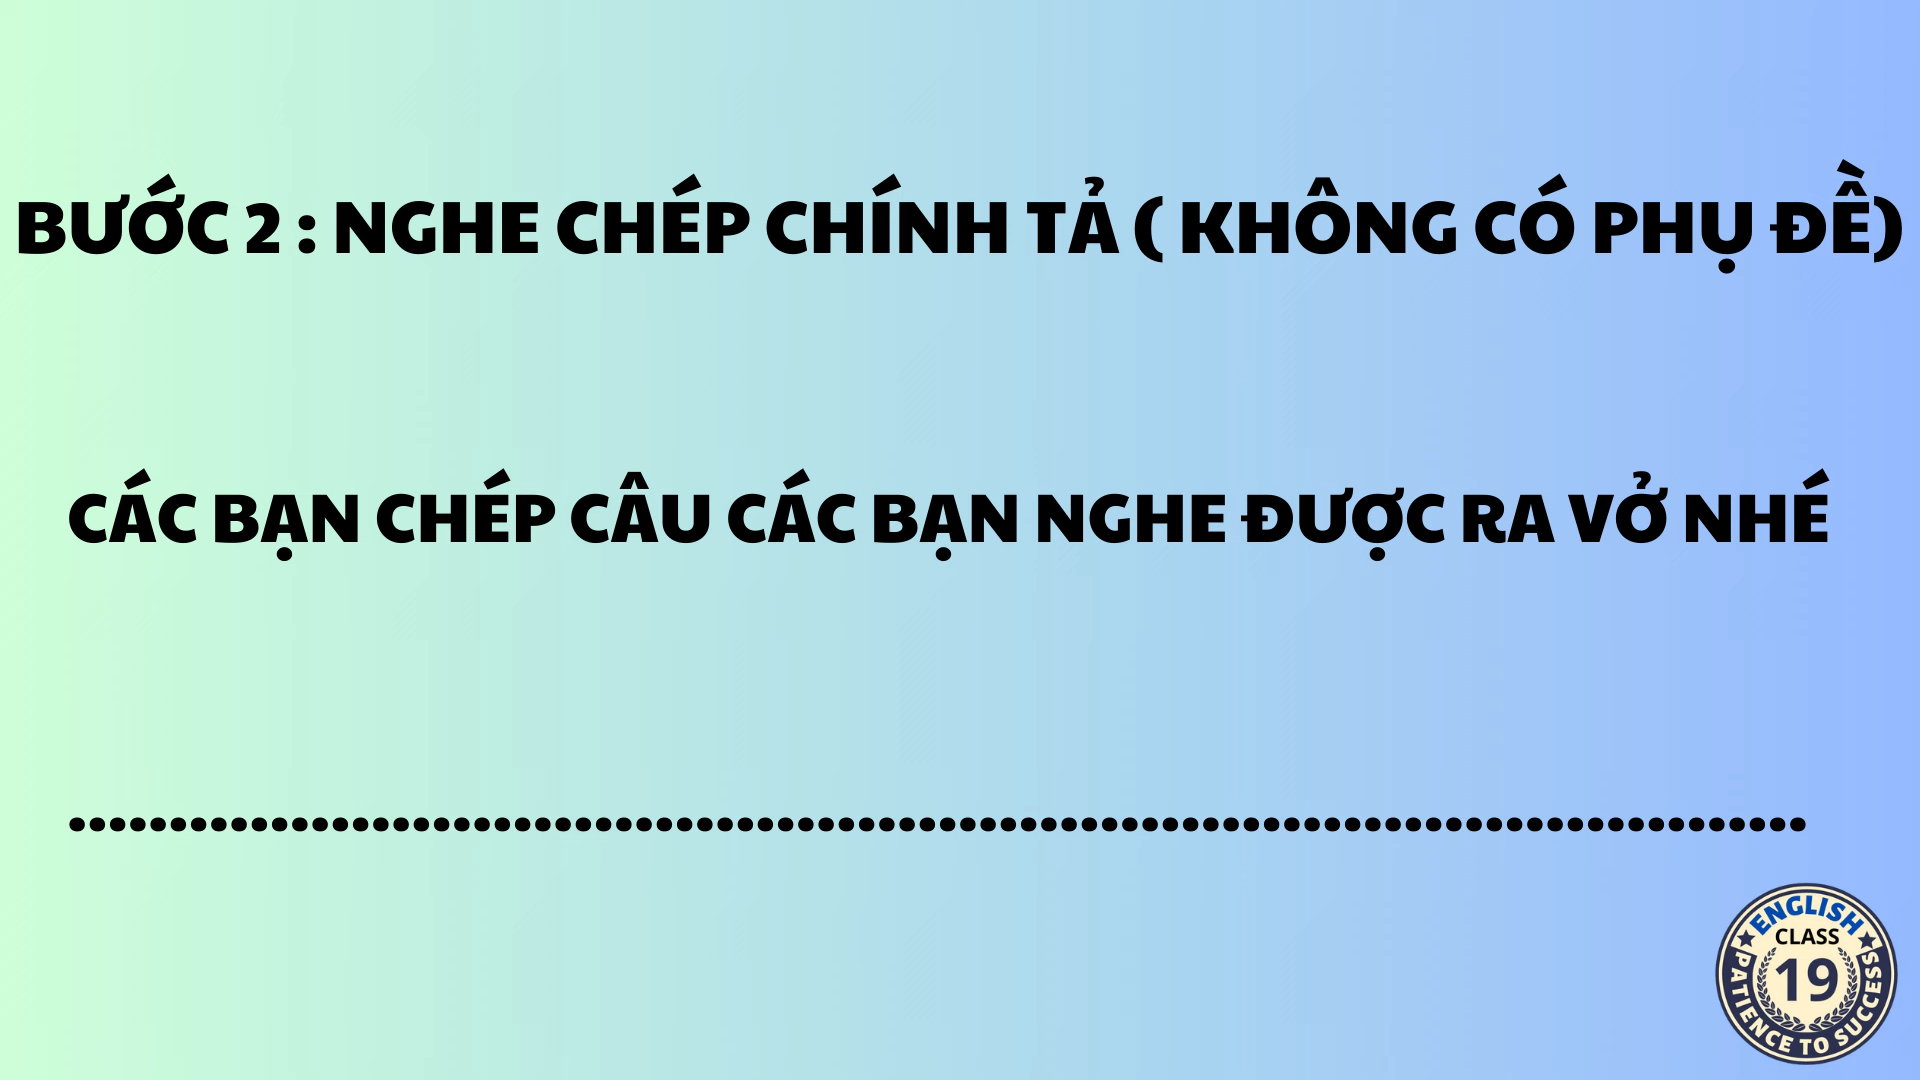 BƯỚC 2 : NGHE CHÉP CHÍNH TẢ ( KHÔNG CÓ PHỤ ĐỀ)
CÁC BẠN CHÉP CÂU CÁC BẠN NGHE ĐƯỢC RA VỞ NHÉ
......................................................................................
ENGLISH
CLASS
19
PATIENCE TO SUCCESS